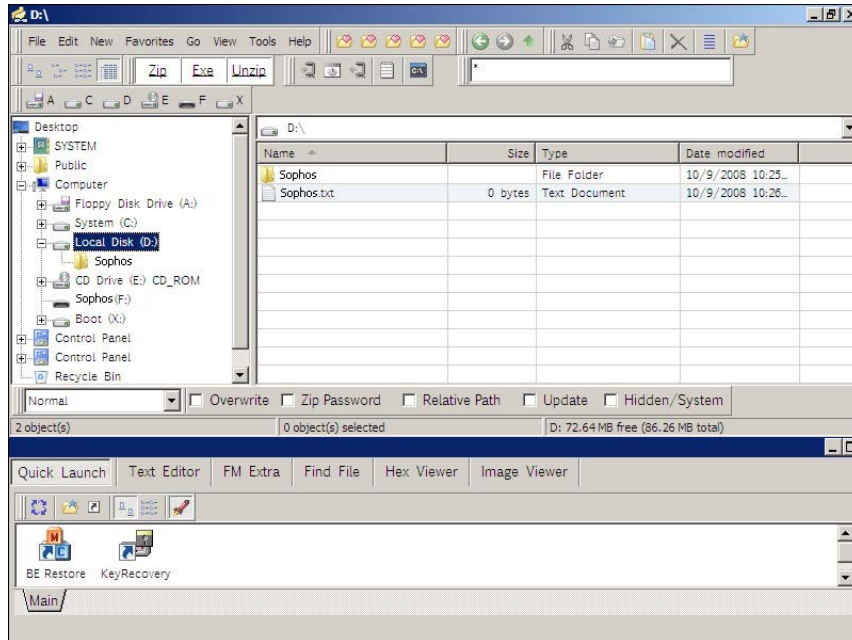 D:\
File Edit New Favorites Go View Tools Help
Zip Exe Unzip *
A C D E F X
Desktop
SYSTEM
Public
Computer
Floppy Disk Drive (A:)
System (C:)
Local Disk (D:)
Sophos
CD Drive (E:) CD_ROM
Sophos(F:)
Boot (X:)
Control Panel
Control Panel
Recycle Bin
D:\
Name Size Type Date modified
Sophos File Folder 10/9/2008 10:25...
Sophos.txt 0 bytes Text Document 10/9/2008 10:26...
Normal Overwrite Zip Password Relative Path Update Hidden/System
2 object(s) 0 object(s) selected D: 72.64 MB free (86.26 MB total)
Quick Launch Text Editor FM Extra Find File Hex Viewer Image Viewer
BE Restore KeyRecovery
Main